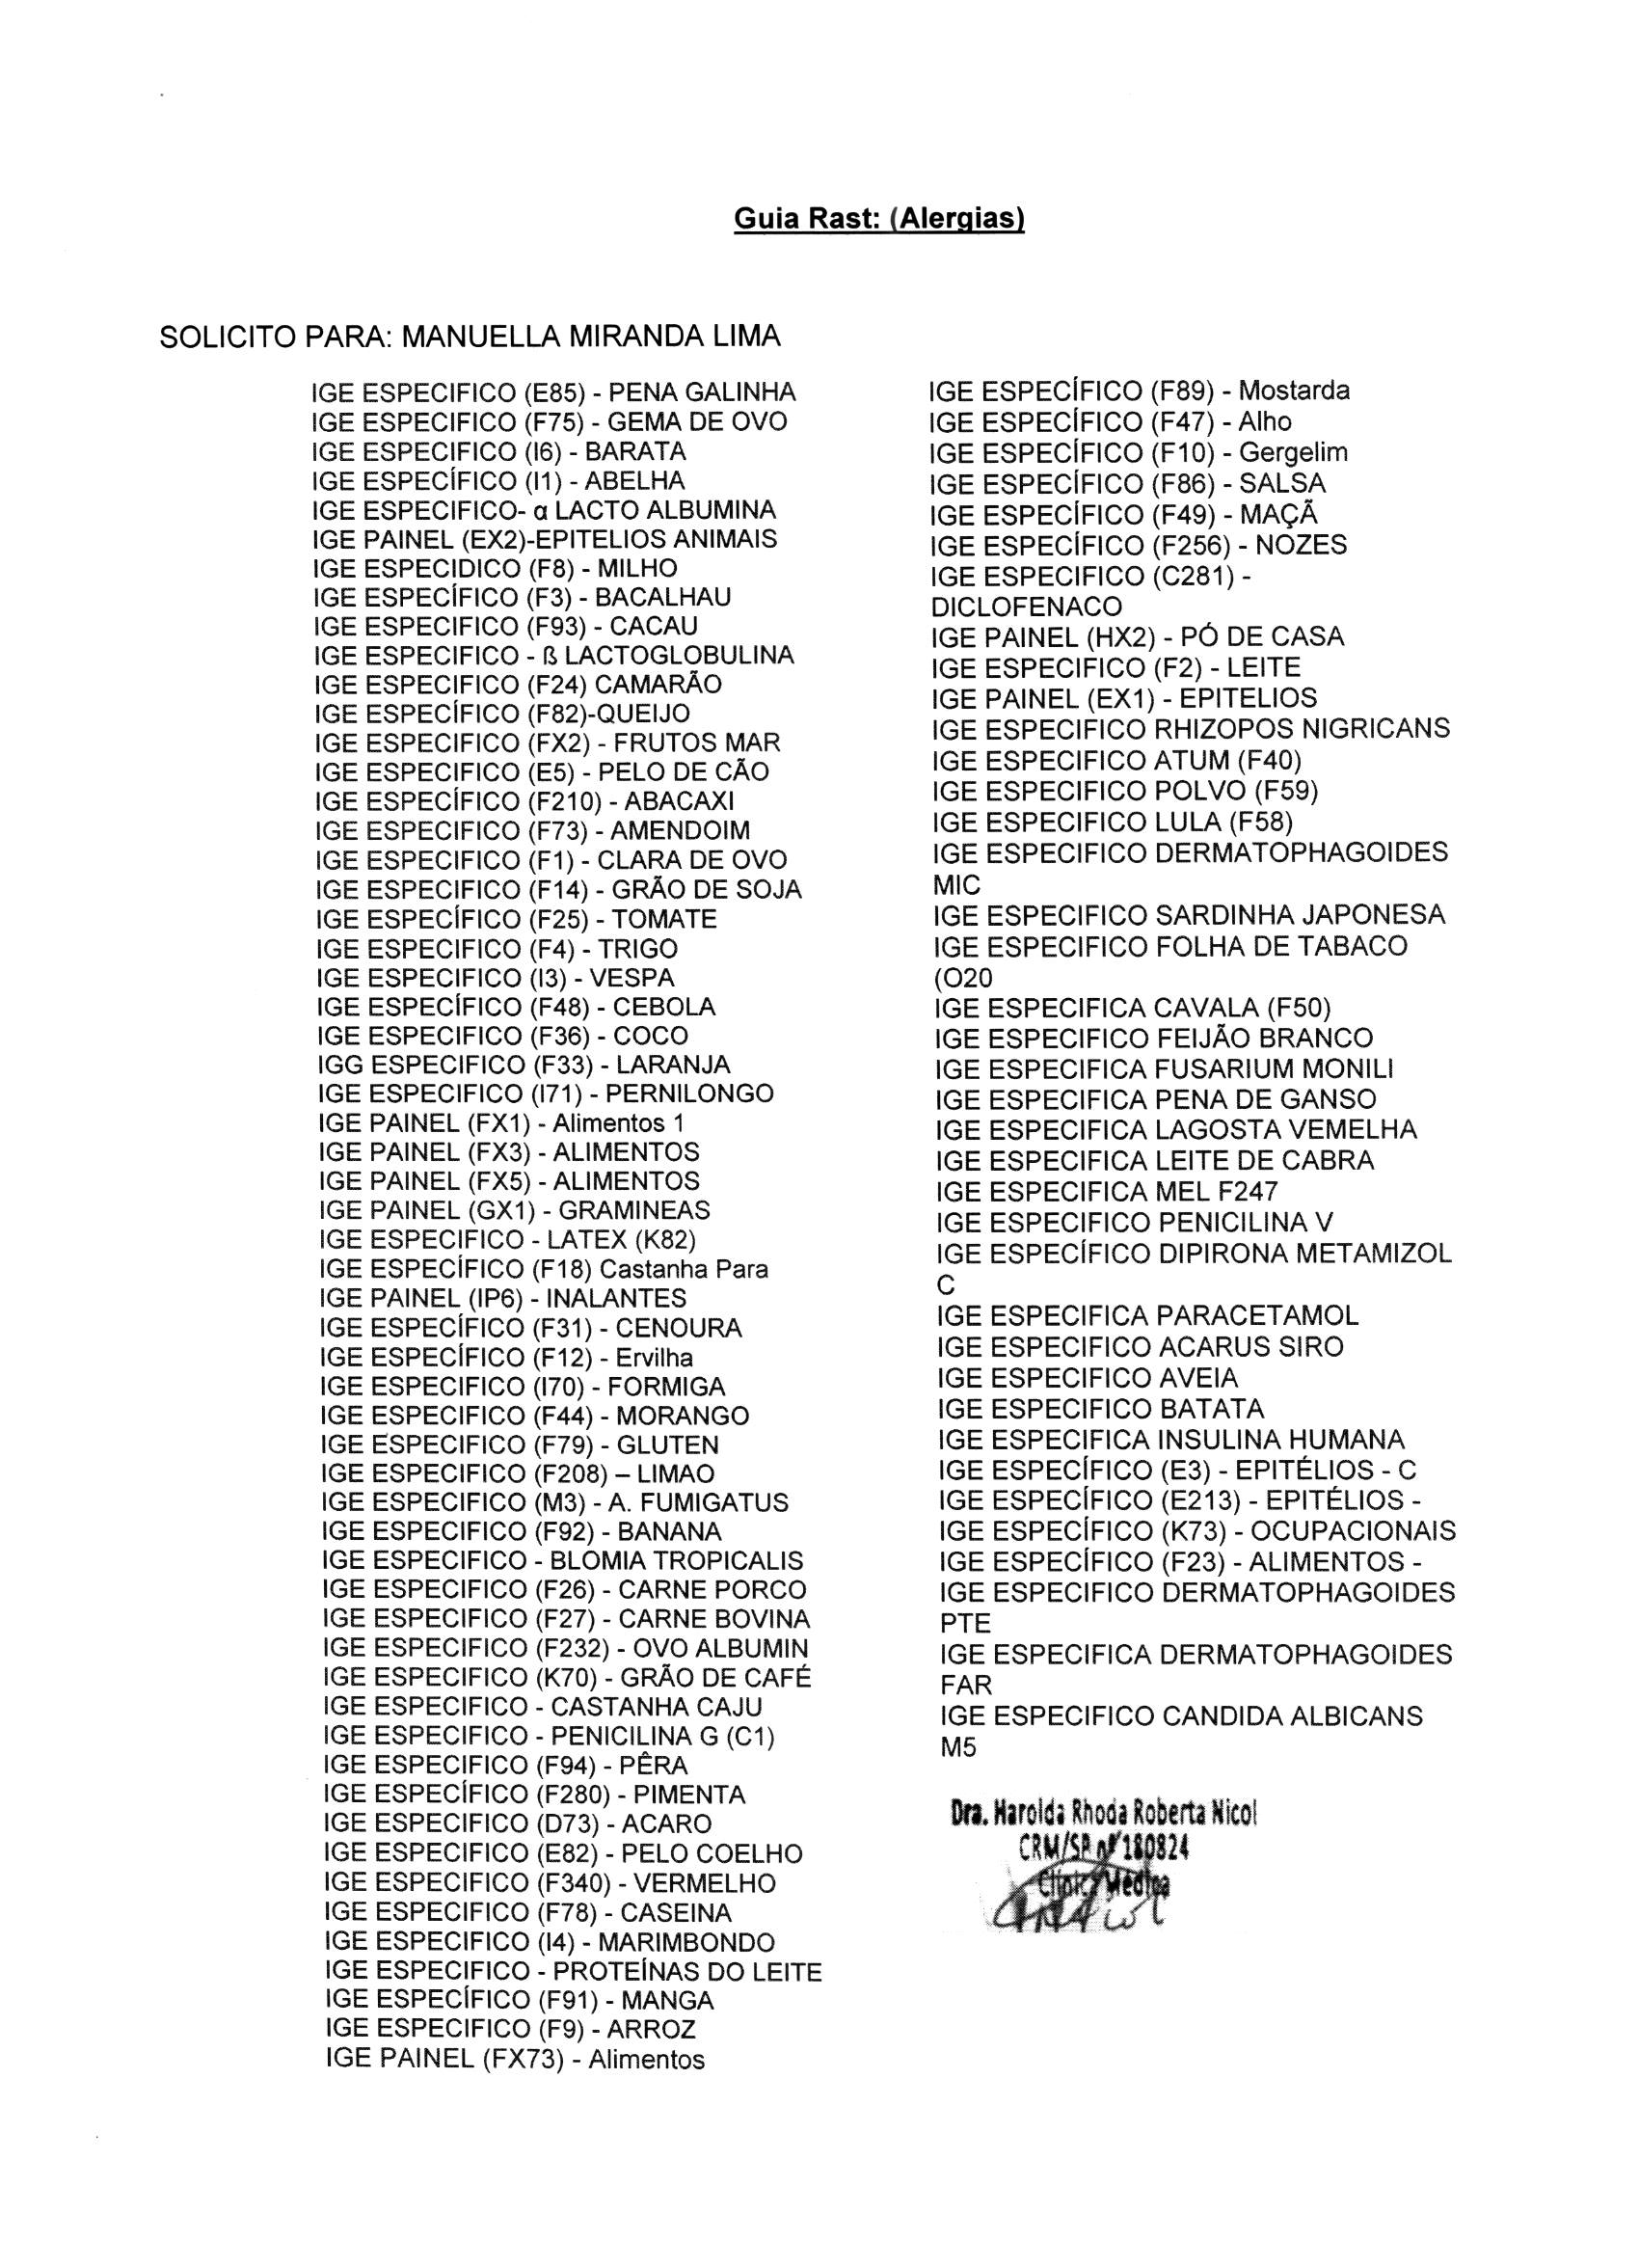 Guia Rast: (Alergias)
SOLICITO PARA: MANUELLA MIRANDA LIMA
IGE ESPECIFICO (E85) - PENA GALINHA
IGE ESPECIFICO (F75) - GEMA DE OVO
IGE ESPECIFICO (I6) - BARATA
IGE ESPECÍFICO (I1) - ABELHA
IGE ESPECIFICO- α LACTO ALBUMINA
IGE PAINEL (EX2)-EPITELIOS ANIMAIS
IGE ESPECIDICO (F8) - MILHO
IGE ESPECÍFICO (F3) - BACALHAU
IGE ESPECIFICO (F93) - CACAU
IGE ESPECIFICO - ß LACTOGLOBULINA
IGE ESPECIFICO (F24) CAMARÃO
IGE ESPECÍFICO (F82)-QUEIJO
IGE ESPECIFICO (FX2) - FRUTOS MAR
IGE ESPECIFICO (E5) - PELO DE CÃO
IGE ESPECÍFICO (F210) - ABACAXI
IGE ESPECIFICO (F73) - AMENDOIM
IGE ESPECIFICO (F1) - CLARA DE OVO
IGE ESPECIFICO (F14) - GRÃO DE SOJA
IGE ESPECÍFICO (F25) - TOMATE
IGE ESPECIFICO (F4) - TRIGO
IGE ESPECIFICO (I3) - VESPA
IGE ESPECÍFICO (F48) - CEBOLA
IGE ESPECIFICO (F36) - COCO
IGG ESPECIFICO (F33) - LARANJA
IGE ESPECIFICO (I71) - PERNILONGO
IGE PAINEL (FX1) - Alimentos 1
IGE PAINEL (FX3) - ALIMENTOS
IGE PAINEL (FX5) - ALIMENTOS
IGE PAINEL (GX1) - GRAMINEAS
IGE ESPECIFICO - LATEX (K82)
IGE ESPECÍFICO (F18) Castanha Para
IGE PAINEL (IP6) - INALANTES
IGE ESPECÍFICO (F31) - CENOURA
IGE ESPECÍFICO (F12) - Ervilha
IGE ESPECIFICO (I70) - FORMIGA
IGE ESPECIFICO (F44) - MORANGO
IGE ESPECIFICO (F79) - GLUTEN
IGE ESPECIFICO (F208) – LIMAO
IGE ESPECIFICO (M3) - A. FUMIGATUS
IGE ESPECIFICO (F92) - BANANA
IGE ESPECIFICO - BLOMIA TROPICALIS
IGE ESPECIFICO (F26) - CARNE PORCO
IGE ESPECIFICO (F27) - CARNE BOVINA
IGE ESPECIFICO (F232) - OVO ALBUMIN
IGE ESPECIFICO (K70) - GRÃO DE CAFÉ
IGE ESPECIFICO - CASTANHA CAJU
IGE ESPECIFICO - PENICILINA G (C1)
IGE ESPECIFICO (F94) - PÊRA
IGE ESPECÍFICO (F280) - PIMENTA
IGE ESPECIFICO (D73) - ACARO
IGE ESPECIFICO (E82) - PELO COELHO
IGE ESPECIFICO (F340) - VERMELHO
IGE ESPECIFICO (F78) - CASEINA
IGE ESPECIFICO (I4) - MARIMBONDO
IGE ESPECIFICO - PROTEÍNAS DO LEITE
IGE ESPECÍFICO (F91) - MANGA
IGE ESPECIFICO (F9) - ARROZ
IGE PAINEL (FX73) - Alimentos
IGE ESPECÍFICO (F89) - Mostarda
IGE ESPECÍFICO (F47) - Alho
IGE ESPECÍFICO (F10) - Gergelim
IGE ESPECÍFICO (F86) - SALSA
IGE ESPECÍFICO (F49) - MAÇÃ
IGE ESPECÍFICO (F256) - NOZES
IGE ESPECIFICO (C281) -
DICLOFENACO
IGE PAINEL (HX2) - PÓ DE CASA
IGE ESPECIFICO (F2) - LEITE
IGE PAINEL (EX1) - EPITELIOS
IGE ESPECIFICO RHIZOPOS NIGRICANS
IGE ESPECIFICO ATUM (F40)
IGE ESPECIFICO POLVO (F59)
IGE ESPECIFICO LULA (F58)
IGE ESPECIFICO DERMATOPHAGOIDES
MIC
IGE ESPECIFICO SARDINHA JAPONESA
IGE ESPECIFICO FOLHA DE TABACO
(O20
IGE ESPECIFICA CAVALA (F50)
IGE ESPECIFICO FEIJÃO BRANCO
IGE ESPECIFICA FUSARIUM MONILI
IGE ESPECIFICA PENA DE GANSO
IGE ESPECIFICA LAGOSTA VEMELHA
IGE ESPECIFICA LEITE DE CABRA
IGE ESPECIFICA MEL F247
IGE ESPECIFICO PENICILINA V
IGE ESPECÍFICO DIPIRONA METAMIZOL
C
IGE ESPECIFICA PARACETAMOL
IGE ESPECIFICO ACARUS SIRO
IGE ESPECIFICO AVEIA
IGE ESPECIFICO BATATA
IGE ESPECIFICA INSULINA HUMANA
IGE ESPECÍFICO (E3) - EPITÉLIOS - C
IGE ESPECÍFICO (E213) - EPITÉLIOS -
IGE ESPECÍFICO (K73) - OCUPACIONAIS
IGE ESPECÍFICO (F23) - ALIMENTOS -
IGE ESPECIFICO DERMATOPHAGOIDES
PTE
IGE ESPECIFICA DERMATOPHAGOIDES
FAR
IGE ESPECIFICO CANDIDA ALBICANS
M5
Dra. Harolda Rhoda Roberta Nicol
CRM/SP nº 180824
Clínica Médica